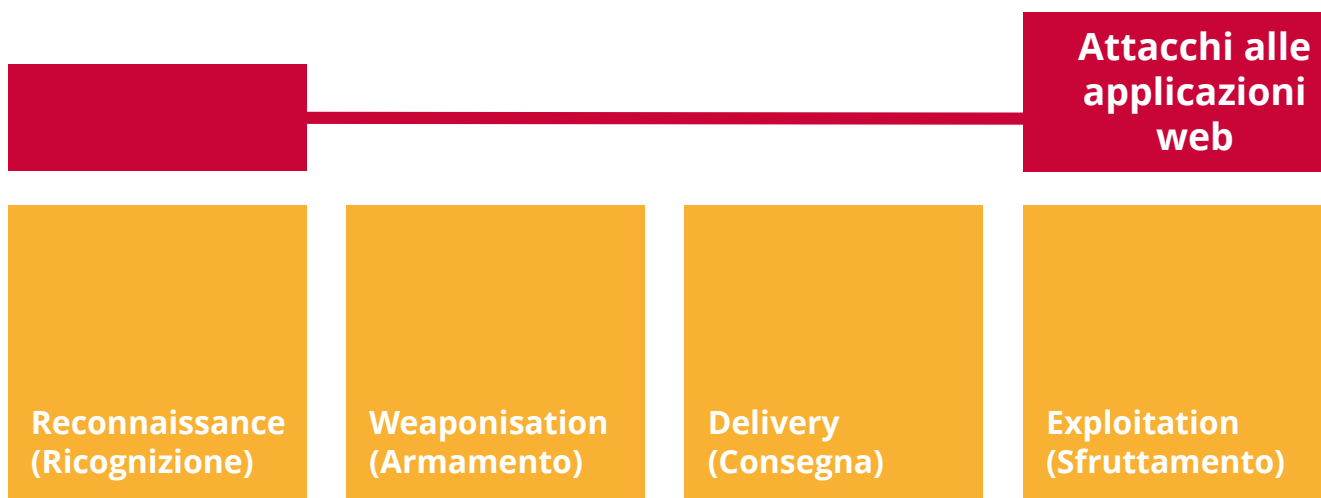 Attacchi alle
applicazioni
web
Reconnaissance
(Ricognizione)
Weaponisation
(Armamento)
Delivery
(Consegna)
Exploitation
(Sfruttamento)